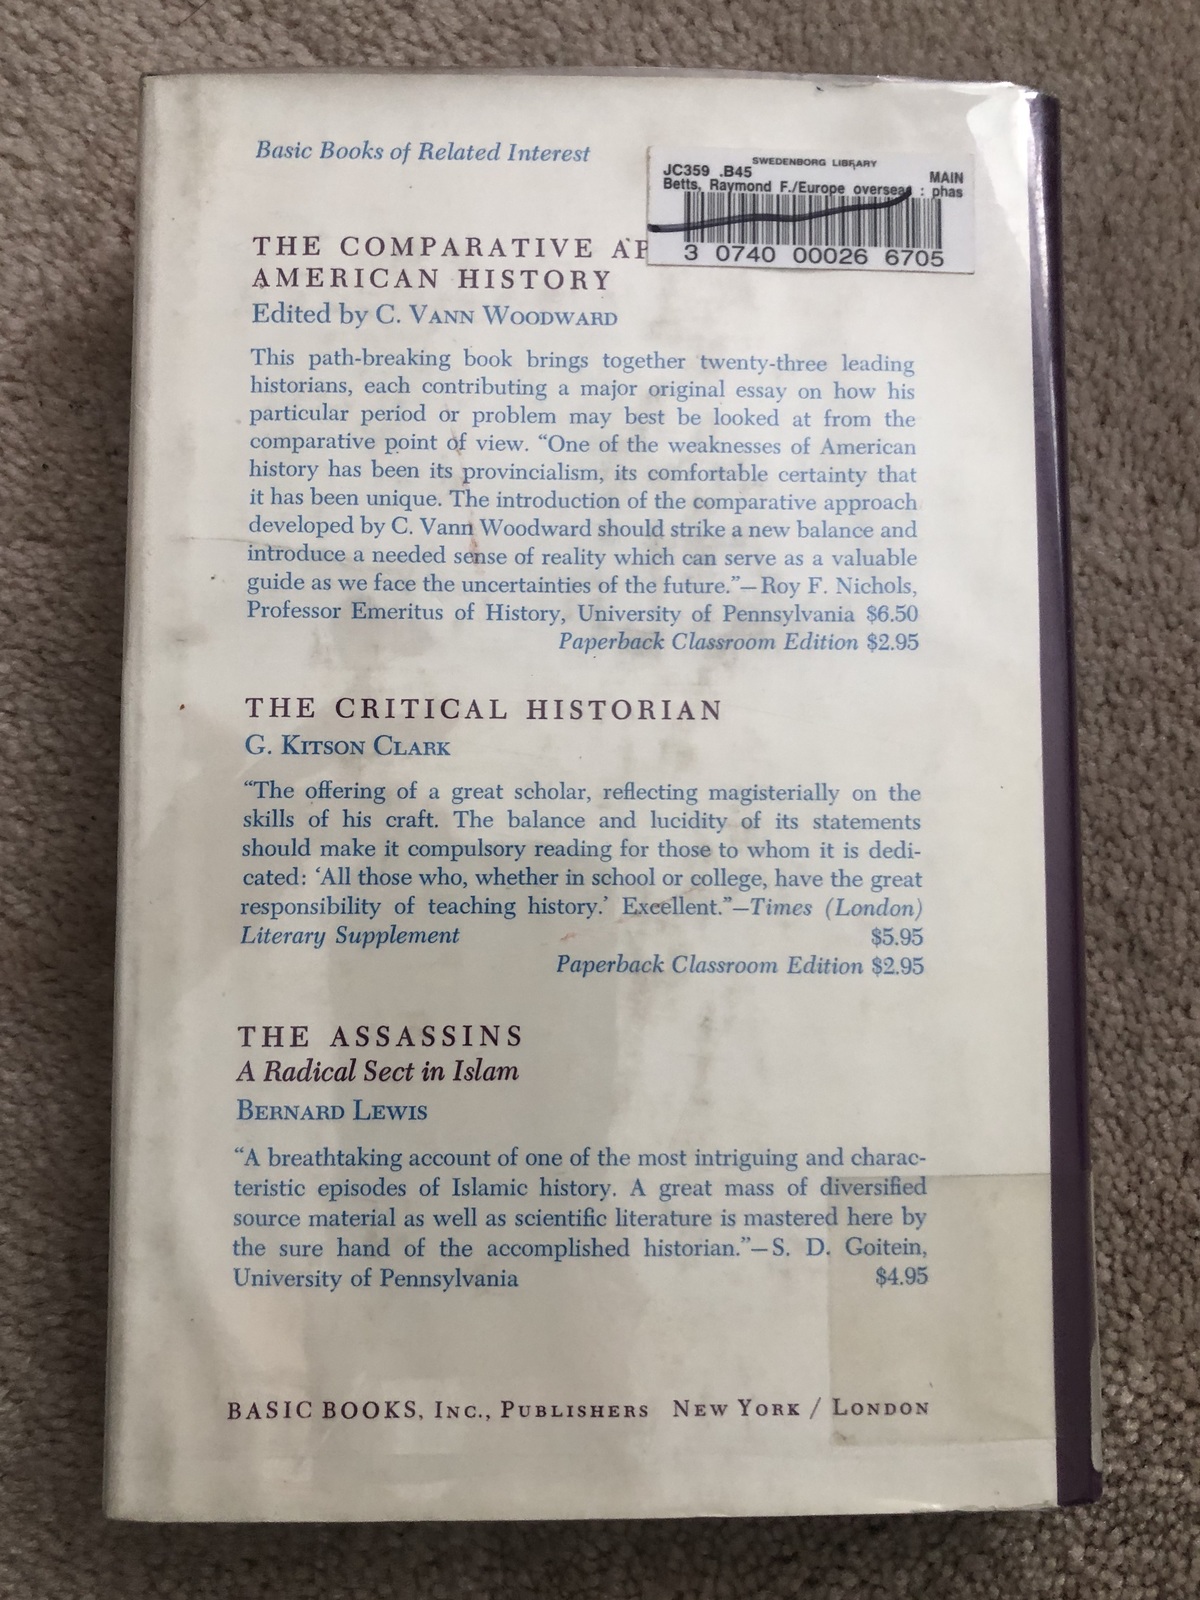 Basic Books of Related Interest
SWEDENBORG LIBRARY
JC359 .B45 MAIN
Betts, Raymond F./Europe overseas : phas
3 0740 00026 6705
THE COMPARATIVE
AMERICAN HISTORY
Edited by C. VANN WOODWARD
This path-breaking book brings together twenty-three leading
historians, each contributing a major original essay on how his
particular period or problem may best be looked at from the
comparative point of view. “One of the weaknesses of American
history has been its provincialism, its comfortable certainty that
it has been unique. The introduction of the comparative approach
developed by C. Vann Woodward should strike a new balance and
introduce a needed sense of reality which can serve as a valuable
guide as we face the uncertainties of the future.”—Roy F. Nichols,
Professor Emeritus of History, University of Pennsylvania $6.50
Paperback Classroom Edition $2.95
THE CRITICAL HISTORIAN
G. KITSON CLARK
“The offering of a great scholar, reflecting magisterially on the
skills of his craft. The balance and lucidity of its statements
should make it compulsory reading for those to whom it is dedi-
cated: ‘All those who, whether in school or college, have the great
responsibility of teaching history.’ Excellent.”—Times (London)
Literary Supplement $5.95
Paperback Classroom Edition $2.95
THE ASSASSINS
A Radical Sect in Islam
BERNARD LEWIS
“A breathtaking account of one of the most intriguing and charac-
teristic episodes of Islamic history. A great mass of diversified
source material as well as scientific literature is mastered here by
the sure hand of the accomplished historian.”—S. D. Goitein,
University of Pennsylvania $4.95
BASIC BOOKS, INC., PUBLISHERS NEW YORK / LONDON